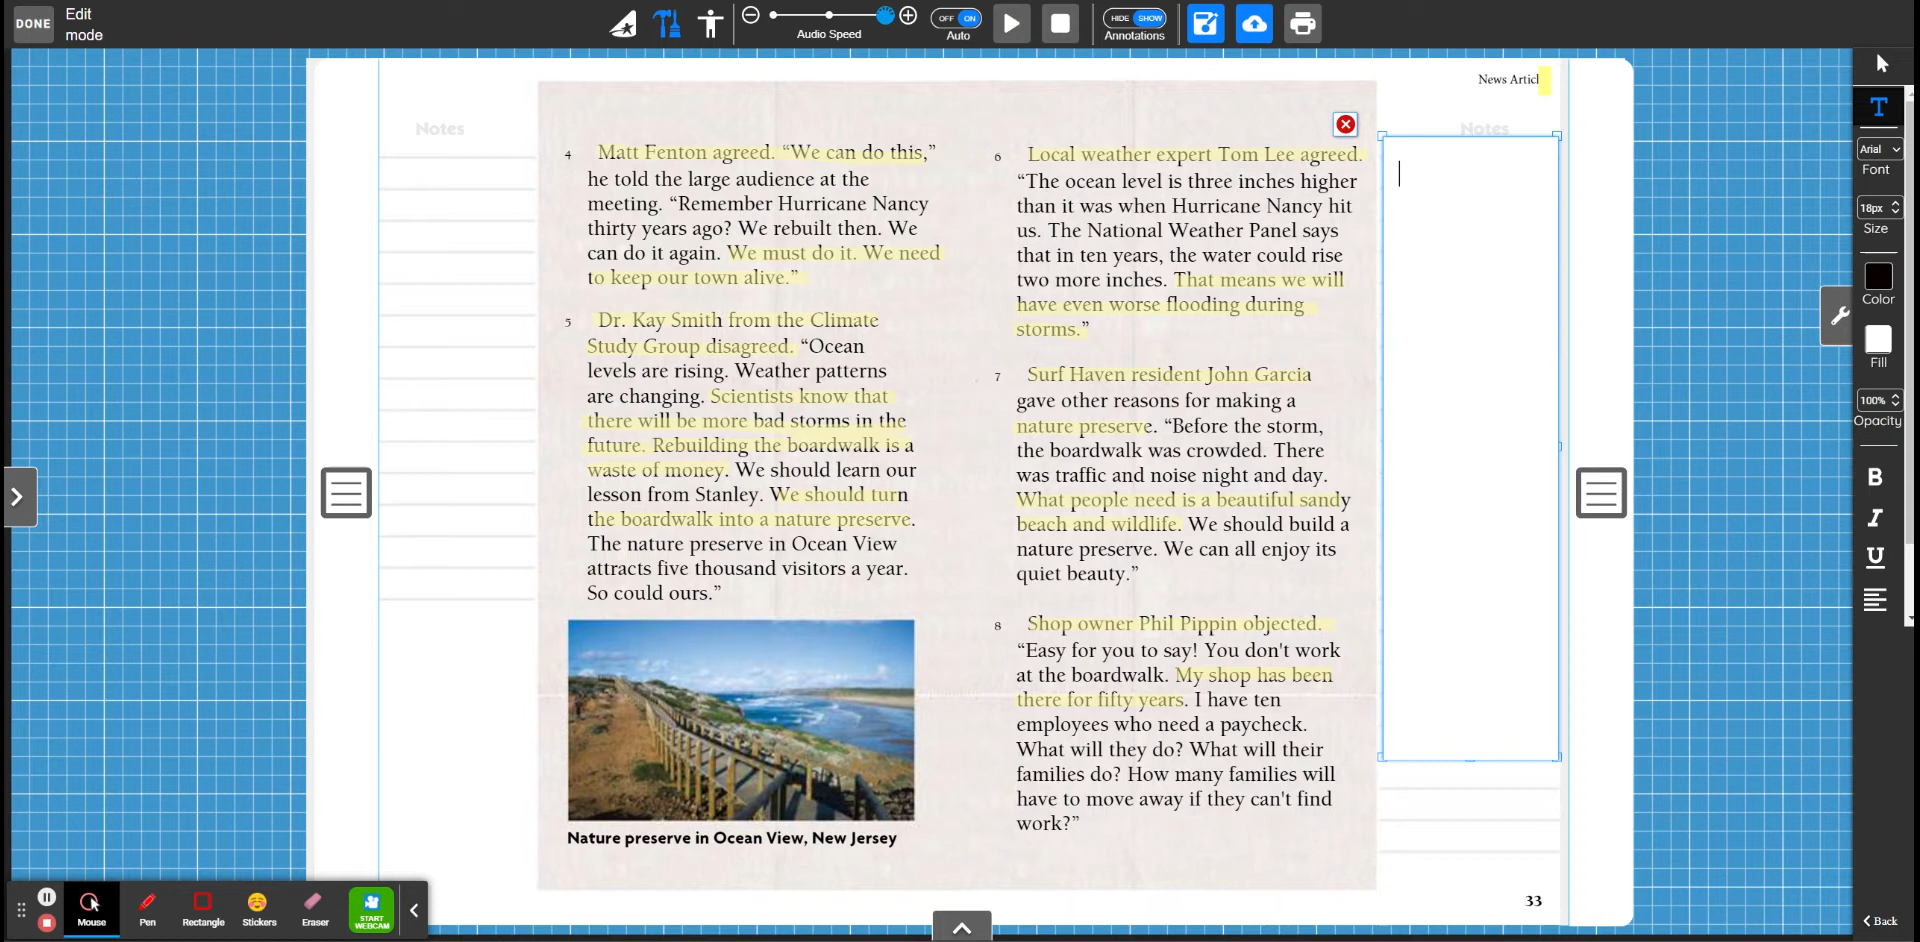 DONE
Edit
mode
Audio Speed
OFF ON
Auto
HIDE SHOW
Annotations
News Articl
Notes
4 Matt Fenton agreed. “We can do this,”
he told the large audience at the
meeting. “Remember Hurricane Nancy
thirty years ago? We rebuilt then. We
can do it again. We must do it. We need
to keep our town alive.”
5 Dr. Kay Smith from the Climate
Study Group disagreed. “Ocean
levels are rising. Weather patterns
are changing. Scientists know that
there will be more bad storms in the
future. Rebuilding the boardwalk is a
waste of money. We should learn our
lesson from Stanley. We should turn
the boardwalk into a nature preserve.
The nature preserve in Ocean View
attracts five thousand visitors a year.
So could ours.”
Nature preserve in Ocean View, New Jersey
6 Local weather expert Tom Lee agreed.
“The ocean level is three inches higher
than it was when Hurricane Nancy hit
us. The National Weather Panel says
that in ten years, the water could rise
two more inches. That means we will
have even worse flooding during
storms.”
7 Surf Haven resident John Garcia
gave other reasons for making a
nature preserve. “Before the storm,
the boardwalk was crowded. There
was traffic and noise night and day.
What people need is a beautiful sandy
beach and wildlife. We should build a
nature preserve. We can all enjoy its
quiet beauty.”
8 Shop owner Phil Pippin objected.
“Easy for you to say! You don't work
at the boardwalk. My shop has been
there for fifty years. I have ten
employees who need a paycheck.
What will they do? What will their
families do? How many families will
have to move away if they can't find
work?”
Notes
33
T
Arial
Font
18px
Size
Color
Fill
100%
Opacity
B
I
U
Back
Mouse
Pen
Rectangle
Stickers
Eraser
START
WEBCAM